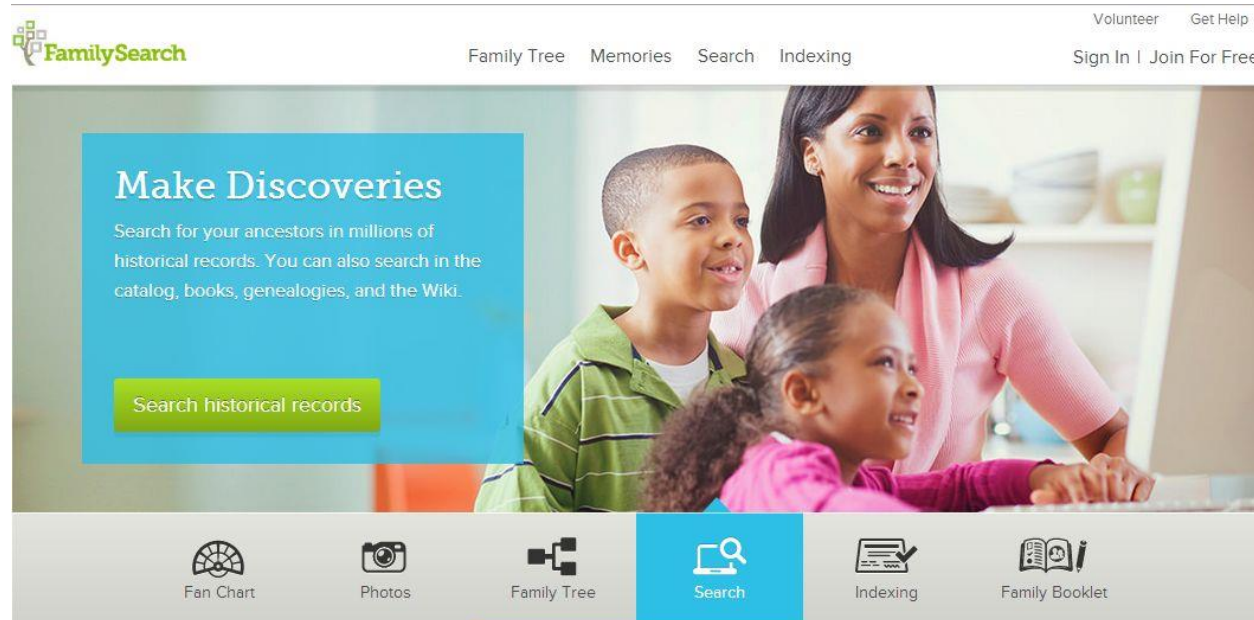 Volunteer Get Help
FamilySearch
Family Tree Memories Search Indexing
Sign In | Join For Free
Make Discoveries
Search for your ancestors in millions of
historical records. You can also search in the
catalog, books, genealogies, and the Wiki.
Search historical records
Fan Chart Photos Family Tree Search Indexing Family Booklet